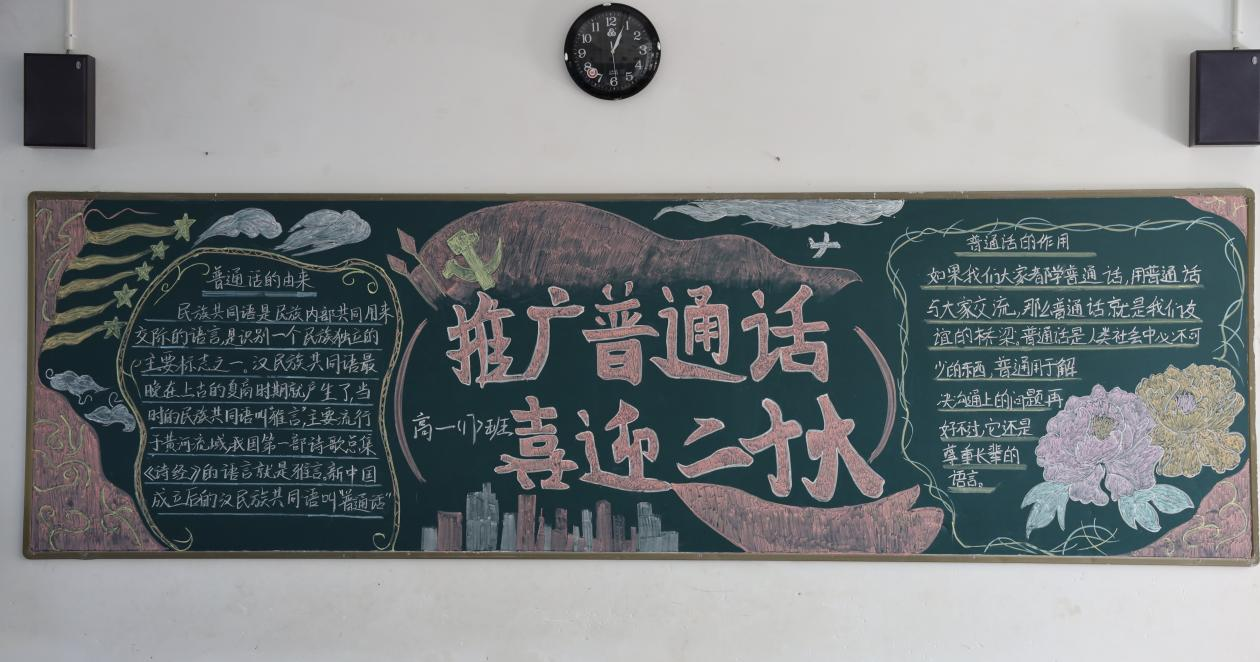 普通话的由来
民族共同语是民族内部共同用来
交际的语言,是识别一个民族独立的
主要标志之一。汉民族共同语最
晚在上古的夏商时期就产生了,当
时的民族共同语叫“雅言”,主要流行
于黄河流域,我国第一部诗歌总集
《诗经》的语言就是雅言。新中国
成立后的汉民族共同语叫“普通话”
推广普通话
高一(1)班
喜迎二十大
普通话的作用
如果我们大家都学普通话,用普通话
与大家交流,那么普通话就是我们友
谊的桥梁。普通话是人类社会中必不可
少的东西,普通用于解
决沟通上的问题再
好不过,它还是
尊重长辈的
语言。
12
1
2
3
4
5
6
7
8
9
10
11